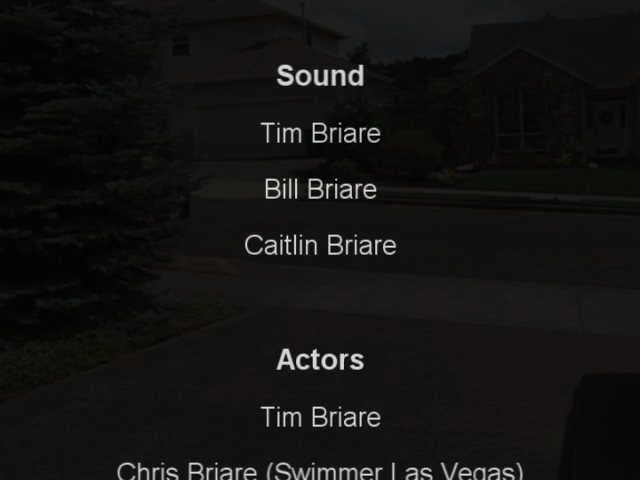 Sound
Tim Briare
Bill Briare
Caitlin Briare
Actors
Tim Briare
Chris Briare (Swimmer Las Vegas)